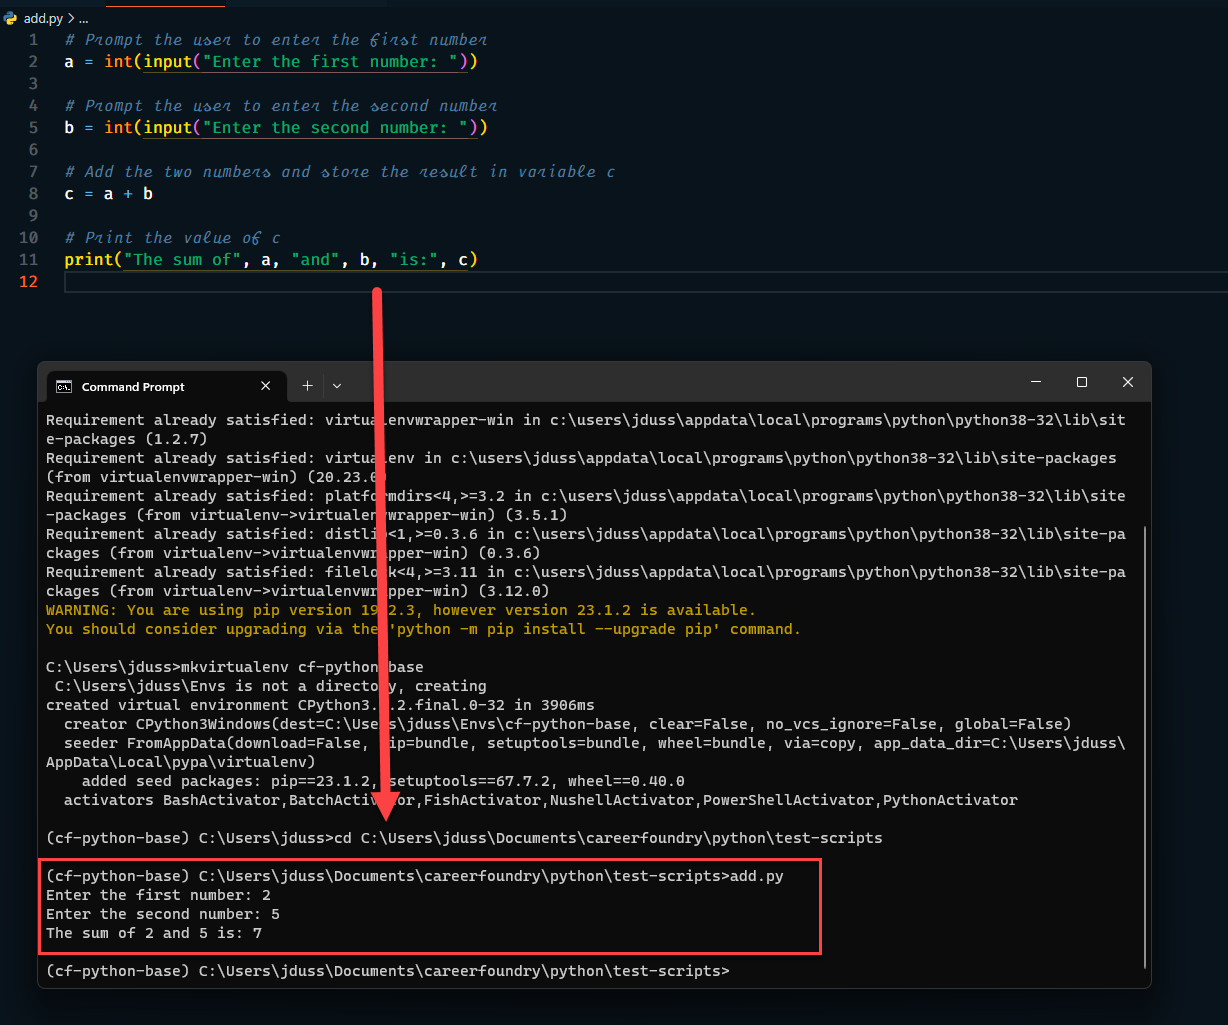 add.py > ...
1 # Prompt the user to enter the first number
2 a = int(input("Enter the first number: "))
3
4 # Prompt the user to enter the second number
5 b = int(input("Enter the second number: "))
6
7 # Add the two numbers and store the result in variable c
8 c = a + b
9
10 # Print the value of c
11 print("The sum of", a, "and", b, "is:", c)
12
Command Prompt
Requirement already satisfied: virtualenvwrapper-win in c:\users\jduss\appdata\local\programs\python\python38-32\lib\sit
e-packages (1.2.7)
Requirement already satisfied: virtualenv in c:\users\jduss\appdata\local\programs\python\python38-32\lib\site-packages
(from virtualenvwrapper-win) (20.23.0)
Requirement already satisfied: platformdirs<4,>=3.2 in c:\users\jduss\appdata\local\programs\python\python38-32\lib\site
-packages (from virtualenv->virtualenvwrapper-win) (3.5.1)
Requirement already satisfied: distlib<1,>=0.3.6 in c:\users\jduss\appdata\local\programs\python\python38-32\lib\site-pa
ckages (from virtualenv->virtualenvwrapper-win) (0.3.6)
Requirement already satisfied: filelock<4,>=3.11 in c:\users\jduss\appdata\local\programs\python\python38-32\lib\site-pa
ckages (from virtualenv->virtualenvwrapper-win) (3.12.0)
WARNING: You are using pip version 19.2.3, however version 23.1.2 is available.
You should consider upgrading via the 'python -m pip install --upgrade pip' command.
C:\Users\jduss>mkvirtualenv cf-python-base
C:\Users\jduss\Envs is not a directory, creating
created virtual environment in 3906ms
creator CPython3Windows(dest=C:\Users\jduss\Envs\cf-python-base, clear=False, no_vcs_ignore=False, global=False)
seeder FromAppData(download=False, pip=bundle, setuptools=bundle, wheel=bundle, via=copy, app_data_dir=C:\Users\jduss\
AppData\Local\pypa\virtualenv)
added seed packages: pip==23.1.2, setuptools==67.7.2, wheel==0.40.0
activators BashActivator,BatchActivator,FishActivator,NushellActivator,PowerShellActivator,PythonActivator
(cf-python-base) C:\Users\jduss>cd C:\Users\jduss\Documents\careerfoundry\python\test-scripts
(cf-python-base) C:\Users\jduss\Documents\careerfoundry\python\test-scripts>add.py
Enter the first number: 2
Enter the second number: 5
The sum of 2 and 5 is: 7
(cf-python-base) C:\Users\jduss\Documents\careerfoundry\python\test-scripts>